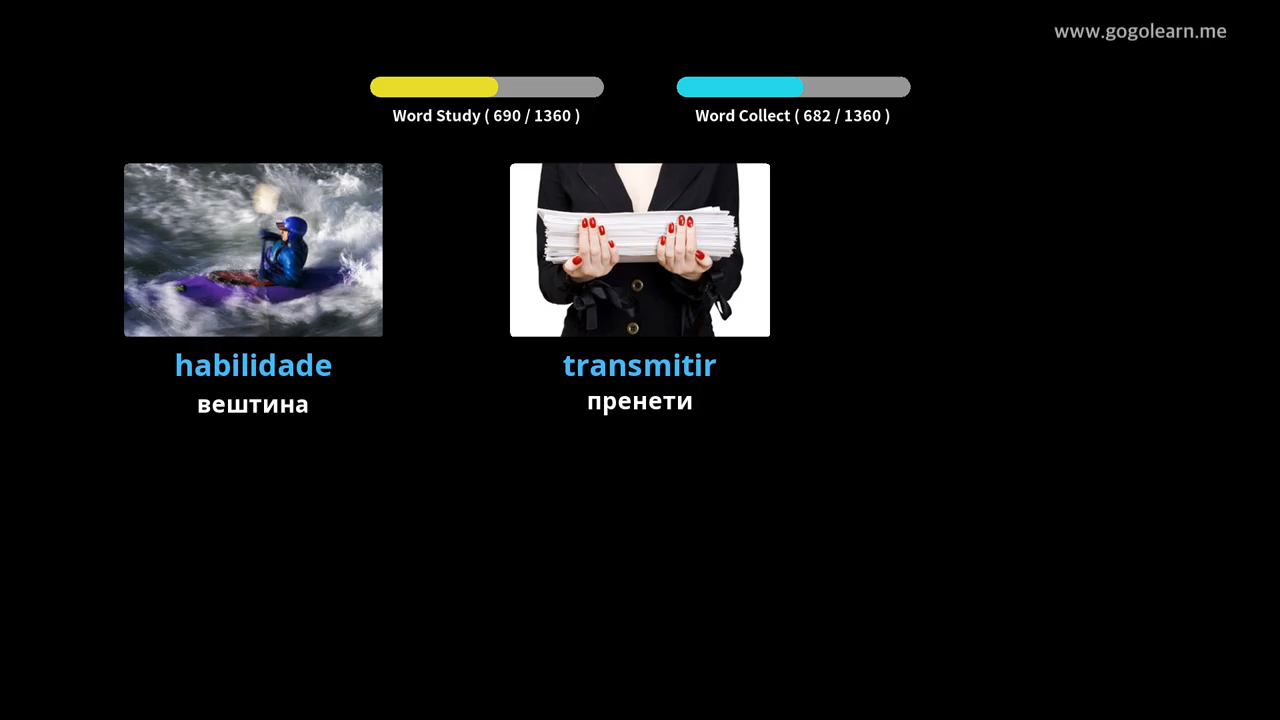 www.gogolearn.me
Word Study ( 690 / 1360 )
Word Collect ( 682 / 1360 )
habilidade
вештина
transmitir
пренети